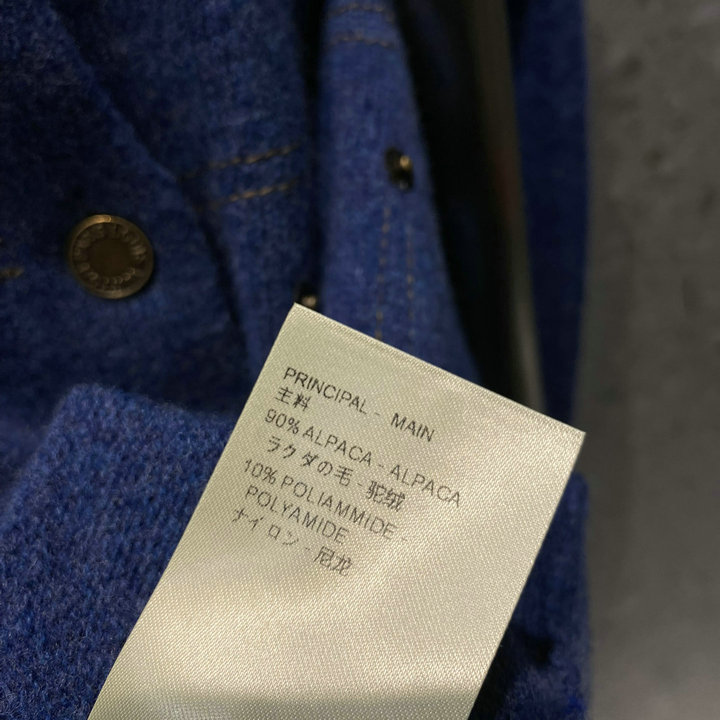 PRINCIPAL - MAIN
主料
90% ALPACA - ALPACA
ラクダの毛 - 驼绒
10% POLIAMMIDE -
POLYAMIDE
ナイロン - 尼龙